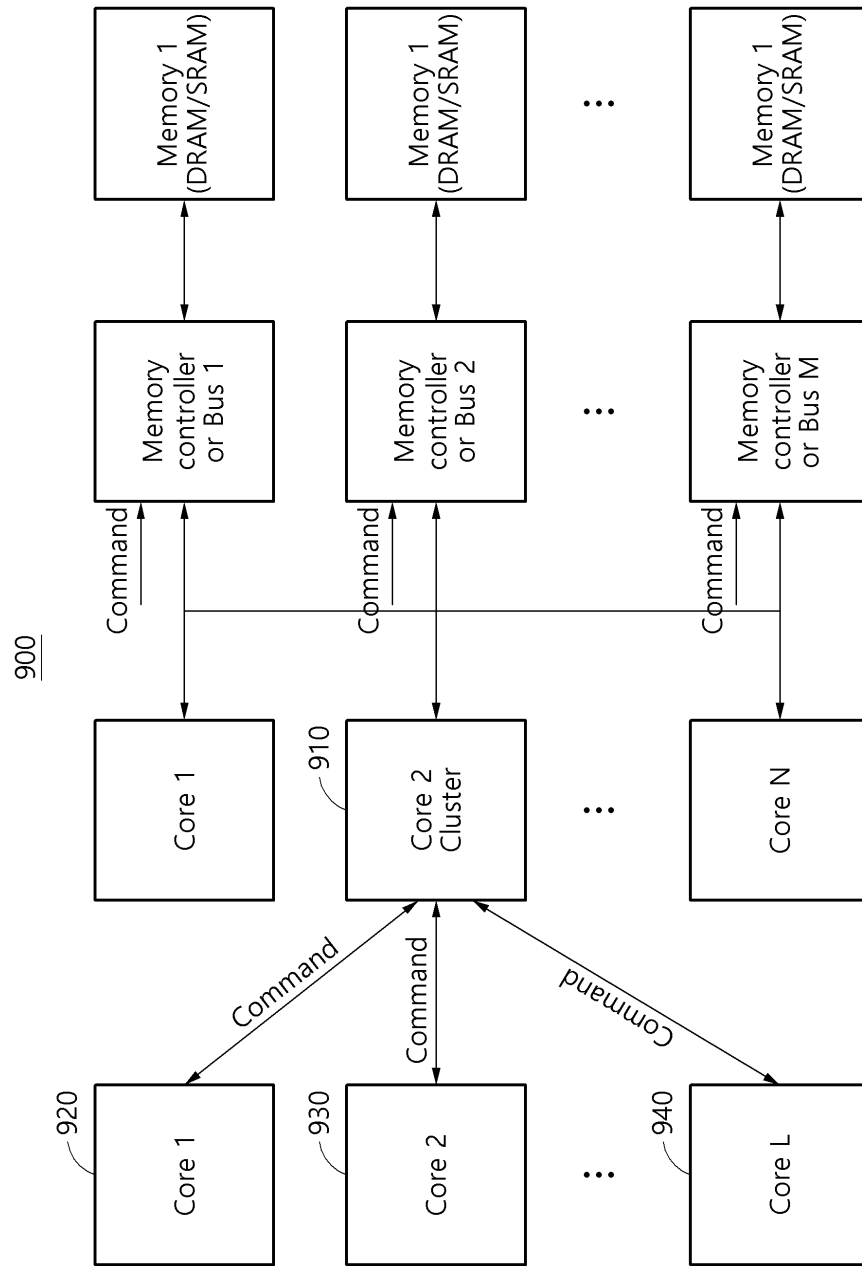 900
920
Core 1
Command
Core 1
Command
Memory
controller
or Bus 1
Memory 1
(DRAM/SRAM)
930
Core 2
Command
910
Core 2
Cluster
Command
Memory
controller
or Bus 2
Memory 1
(DRAM/SRAM)
...
...
...
...
940
Core L
Command
Core N
Command
Memory
controller
or Bus M
Memory 1
(DRAM/SRAM)